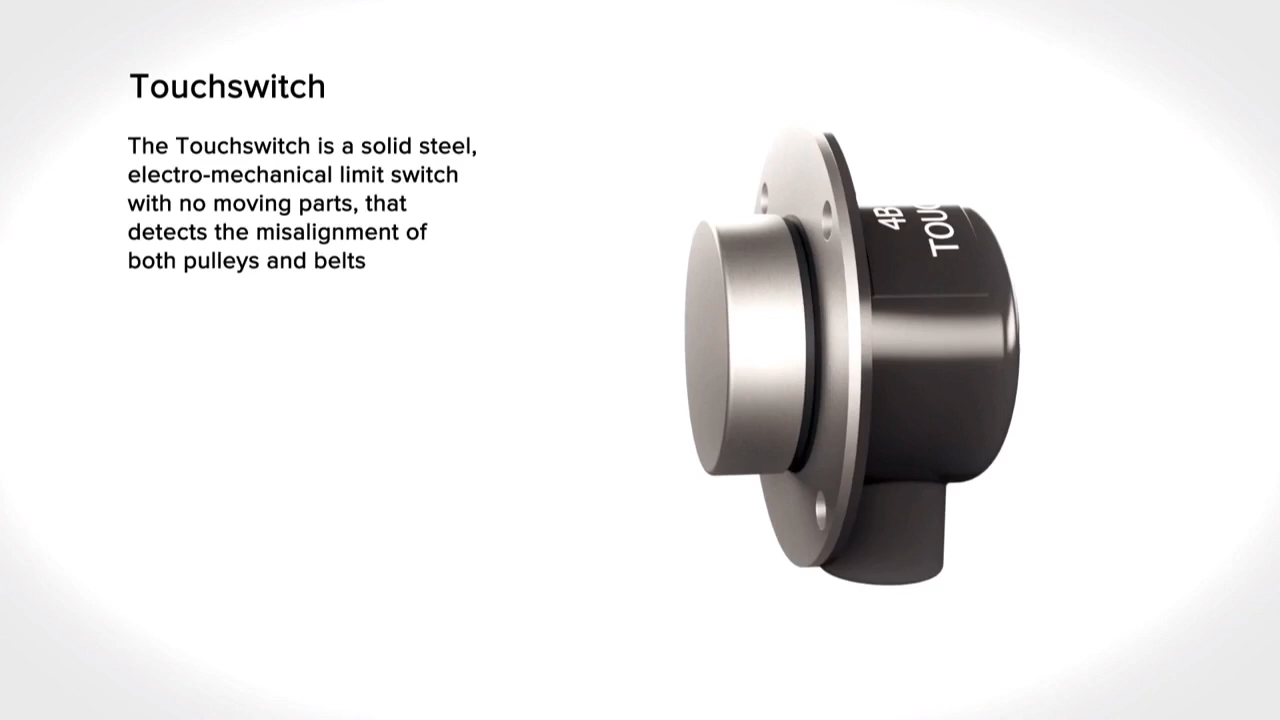 Touchswitch
The Touchswitch is a solid steel,
electro-mechanical limit switch
with no moving parts, that
detects the misalignment of
both pulleys and belts